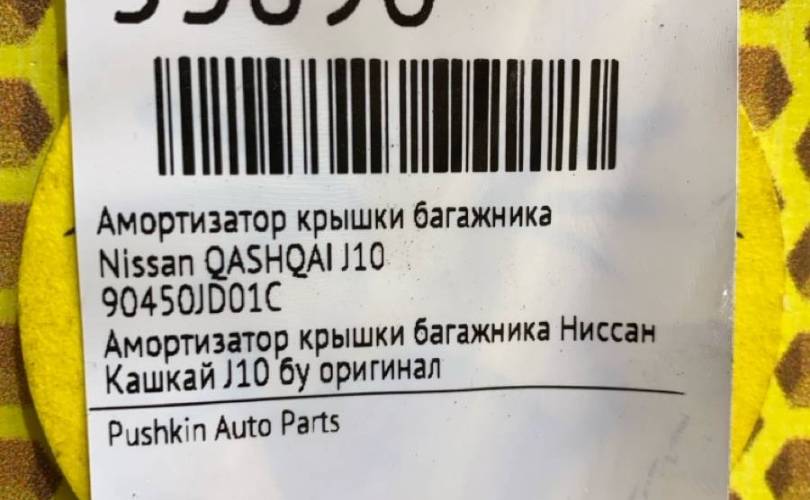 Амортизатор крышки багажника
Nissan QASHQAI J10
90450JD01C
Амортизатор крышки багажника Ниссан
Кашкай J10 бу оригинал
Pushkin Auto Parts